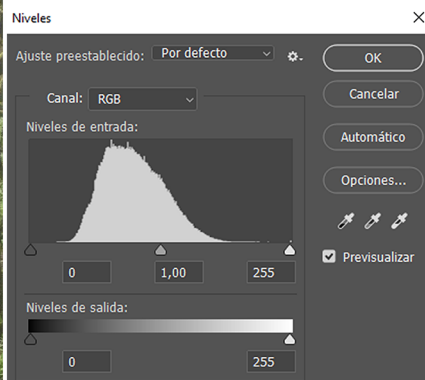 Niveles
Ajuste preestablecido: Por defecto
OK
Canal: RGB
Cancelar
Niveles de entrada:
Automático
Opciones...
0 1,00 255
Previsualizar
Niveles de salida:
0 255